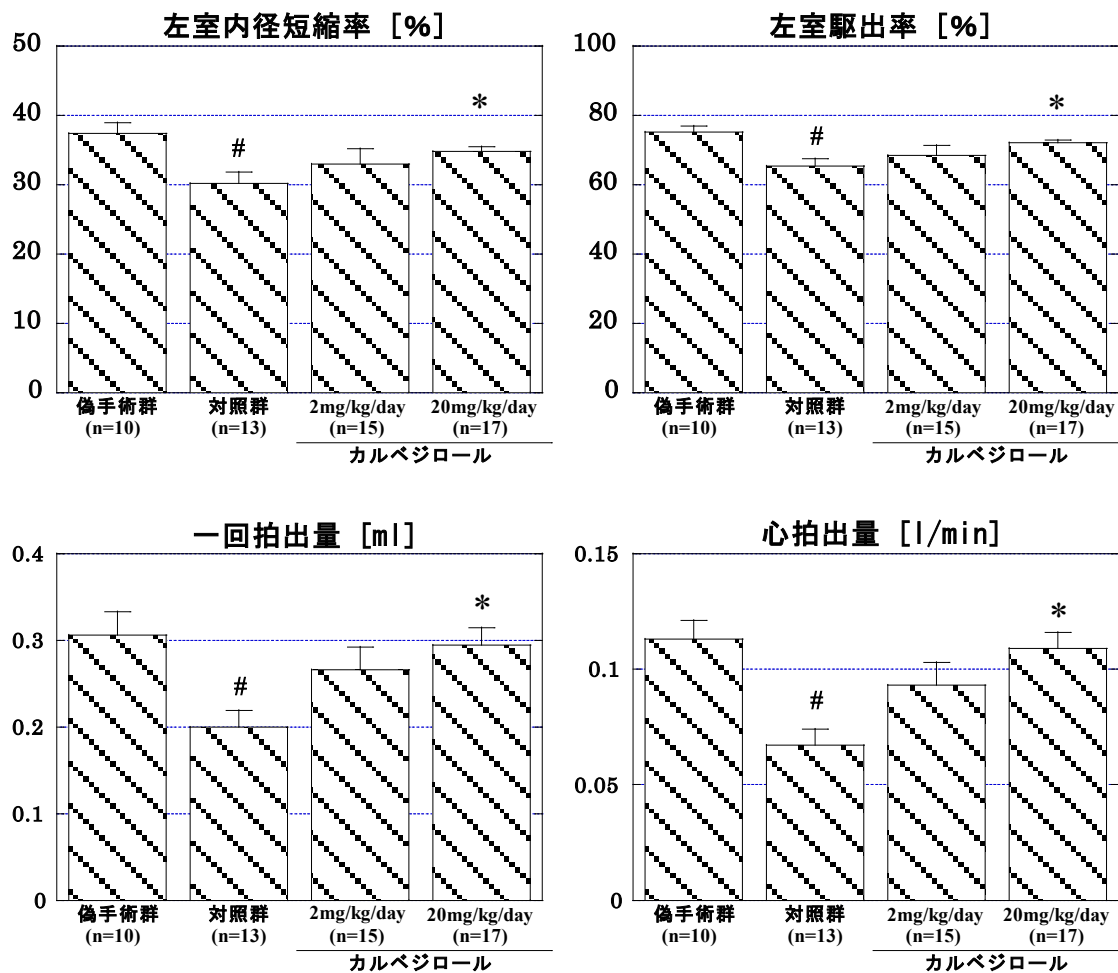 左室内径短縮率 [%]
50
40
30
20
10
0
#
*
偽手術群
(n=10)
対照群
(n=13)
2mg/kg/day
(n=15)
20mg/kg/day
(n=17)
カルベジロール
左室駆出率 [%]
100
80
60
40
20
0
#
*
偽手術群
(n=10)
対照群
(n=13)
2mg/kg/day
(n=15)
20mg/kg/day
(n=17)
カルベジロール
一回拍出量 [ml]
0.4
0.3
0.2
0.1
0
#
*
偽手術群
(n=10)
対照群
(n=13)
2mg/kg/day
(n=15)
20mg/kg/day
(n=17)
カルベジロール
心拍出量 [l/min]
0.15
0.1
0.05
0
#
*
偽手術群
(n=10)
対照群
(n=13)
2mg/kg/day
(n=15)
20mg/kg/day
(n=17)
カルベジロール